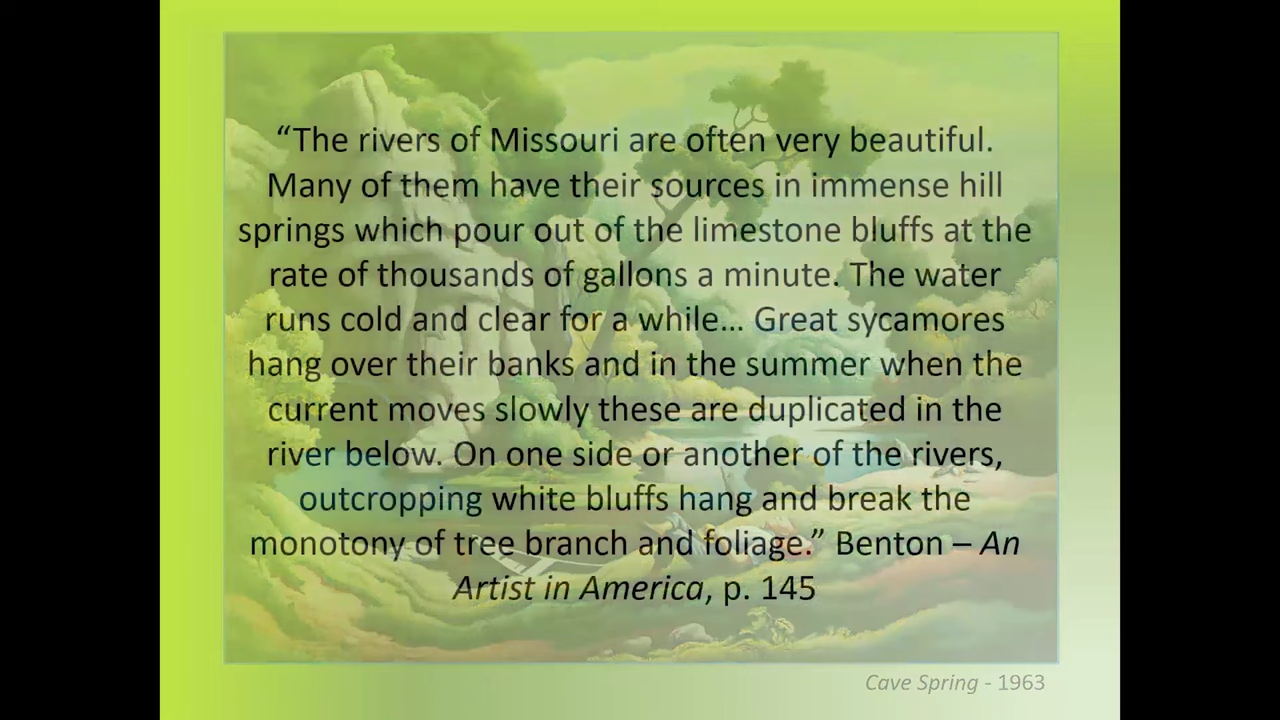 “The rivers of Missouri are often very beautiful.
Many of them have their sources in immense hill
springs which pour out of the limestone bluffs at the
rate of thousands of gallons a minute. The water
runs cold and clear for a while… Great sycamores
hang over their banks and in the summer when the
current moves slowly these are duplicated in the
river below. On one side or another of the rivers,
outcropping white bluffs hang and break the
monotony of tree branch and foliage.” Benton – An
Artist in America, p. 145
Cave Spring - 1963